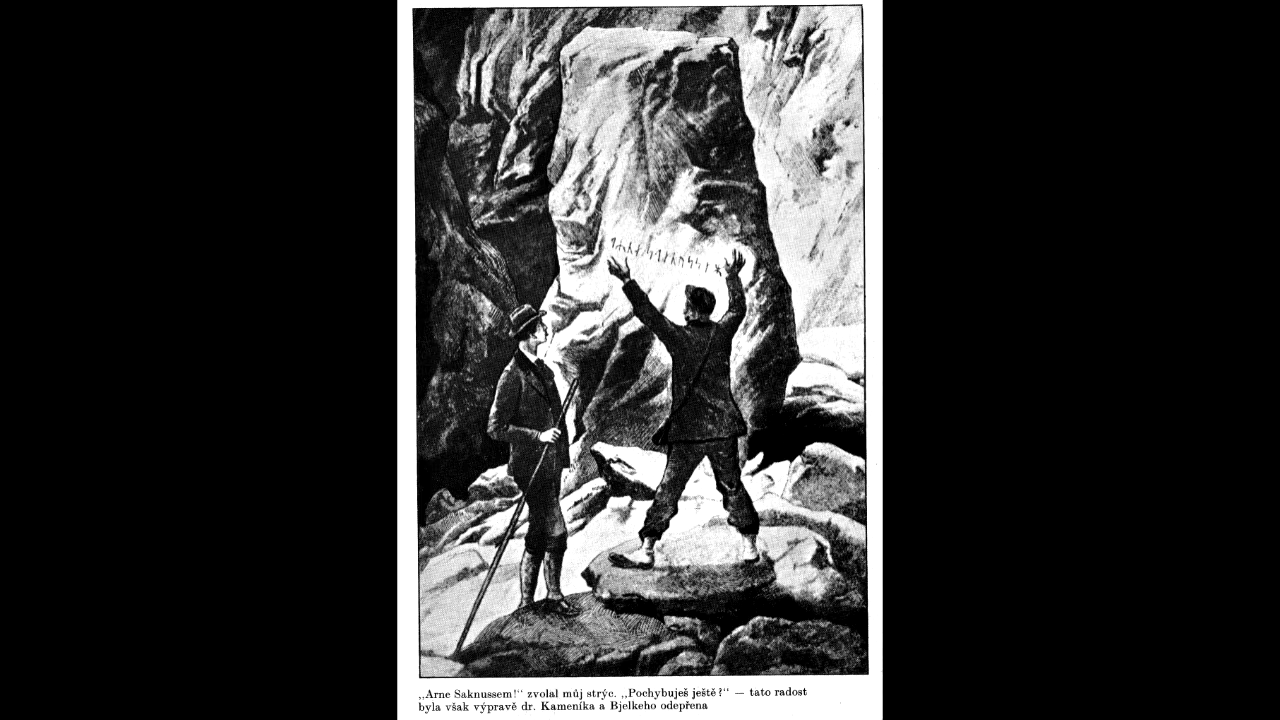 „Arne Saknussem!“ zvolal můj strýc. „Pochybuješ ještě?“ — tato radost
byla však výpravě dr. Kameníka a Bjelkeho odepřena